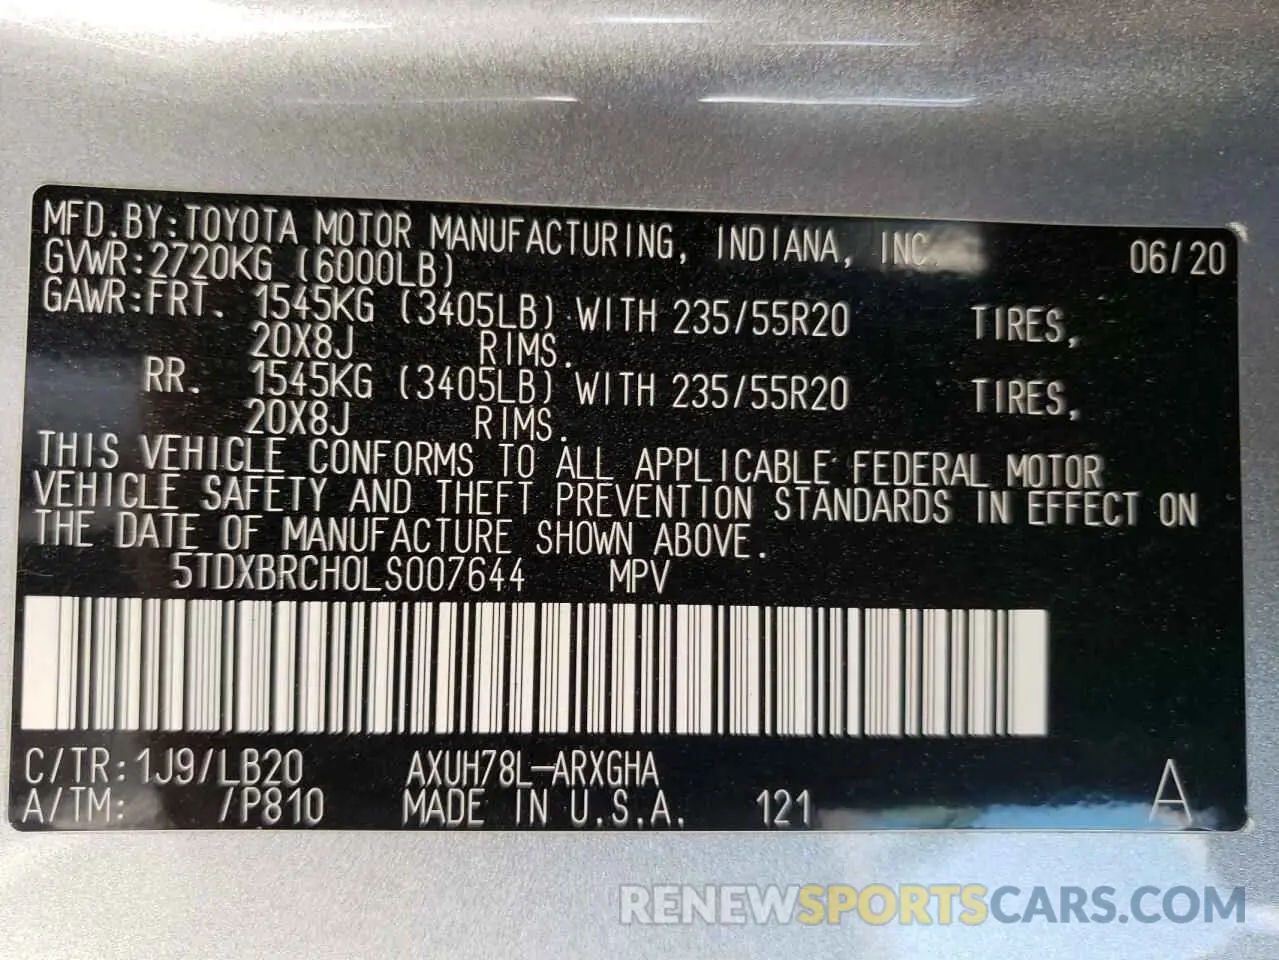 MFD.BY:TOYOTA MOTOR MANUFACTURING, INDIANA, INC. 06/20
GVWR:2720KG (6000LB)
GAWR:FRT. 1545KG (3405LB) WITH 235/55R20 TIRES,
20X8J RIMS.
RR. 1545KG (3405LB) WITH 235/55R20 TIRES,
20X8J RIMS.
THIS VEHICLE CONFORMS TO ALL APPLICABLE FEDERAL MOTOR
VEHICLE SAFETY AND THEFT PREVENTION STANDARDS IN EFFECT ON
THE DATE OF MANUFACTURE SHOWN ABOVE.
5TDXBRCH0LS007644 MPV
C/TR:1J9/LB20 AXUH78L-ARXGHA
A/TM: /P810 MADE IN U.S.A. 121 A
RENEWSPORTSCARS.COM